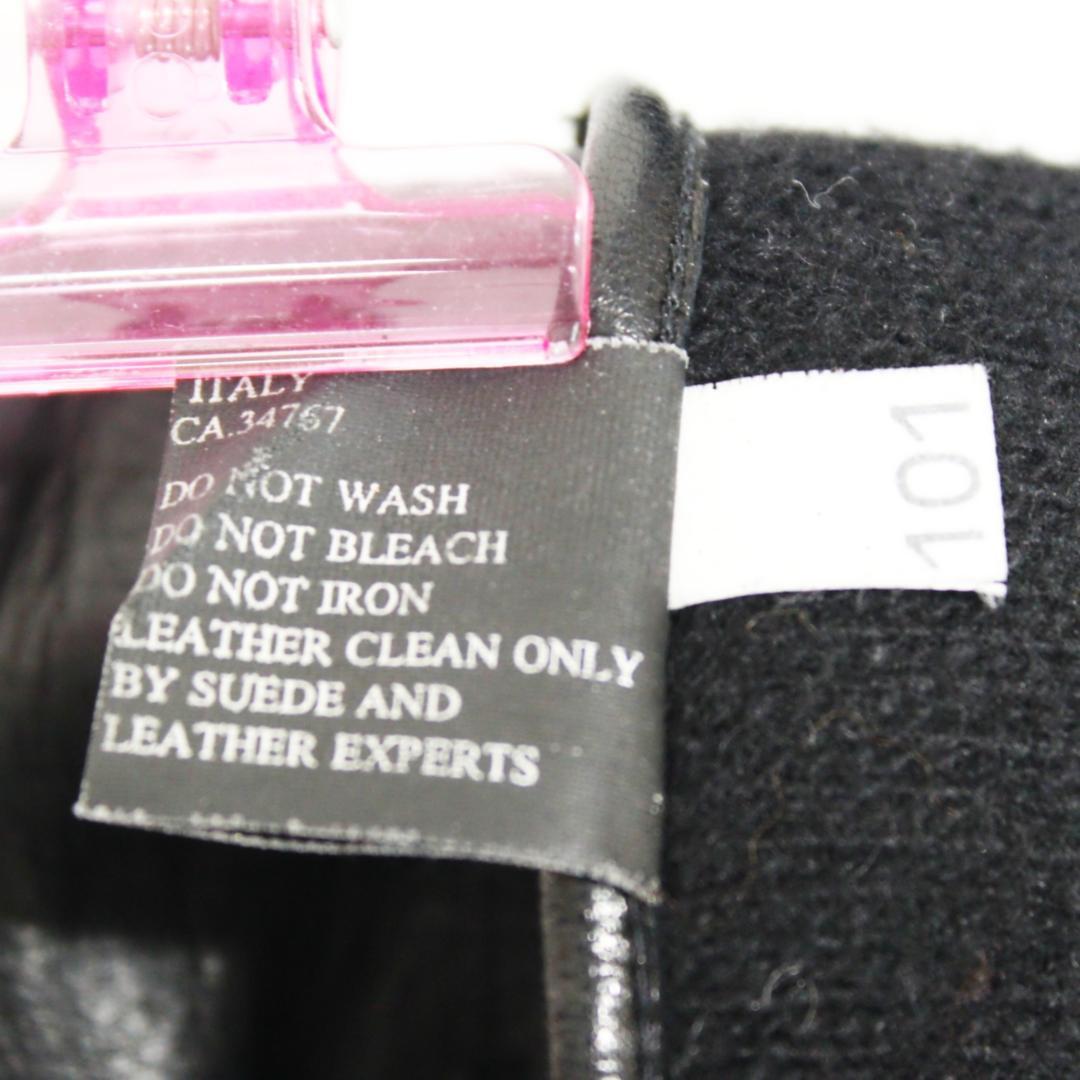 ITALY
CA.34767
DO NOT WASH
DO NOT BLEACH
DO NOT IRON
LEATHER CLEAN ONLY
BY SUEDE AND
LEATHER EXPERTS
101